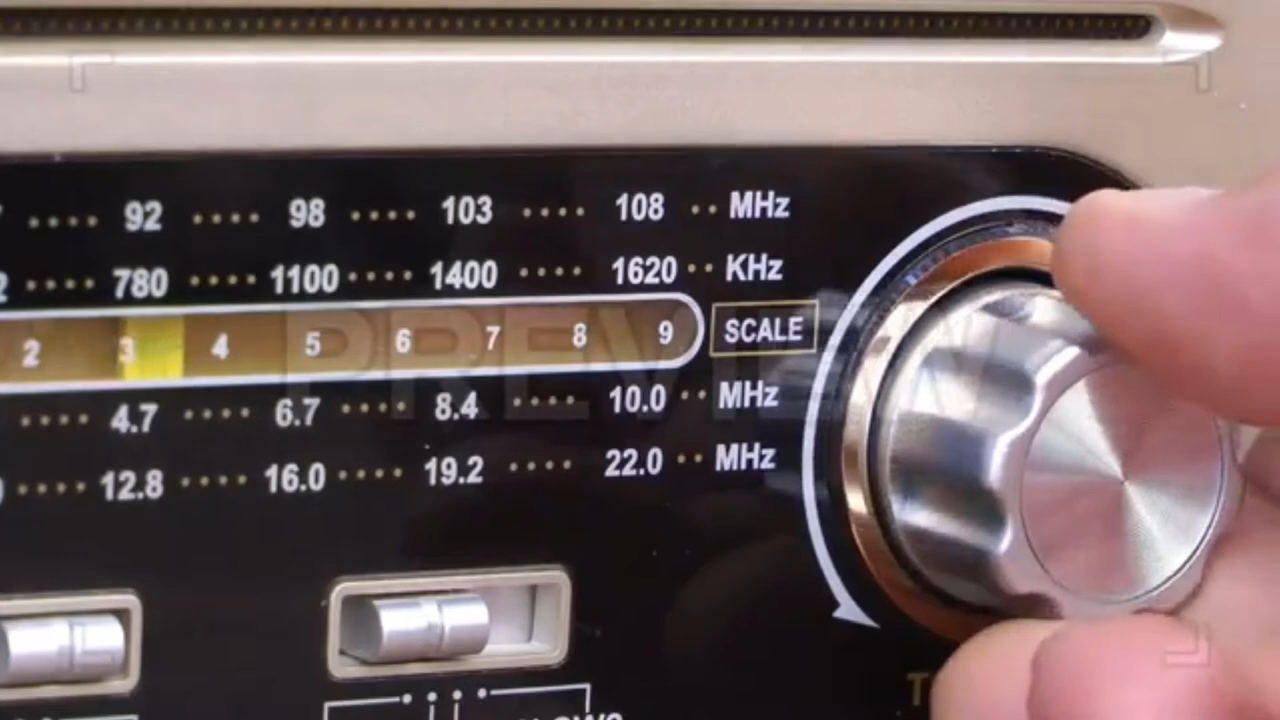 92 98 103 108 MHz
780 1100 1400 1620 KHz
2 3 4 5 6 7 8 9 SCALE
4.7 6.7 8.4 10.0 MHz
12.8 16.0 19.2 22.0 MHz
PREVIEW